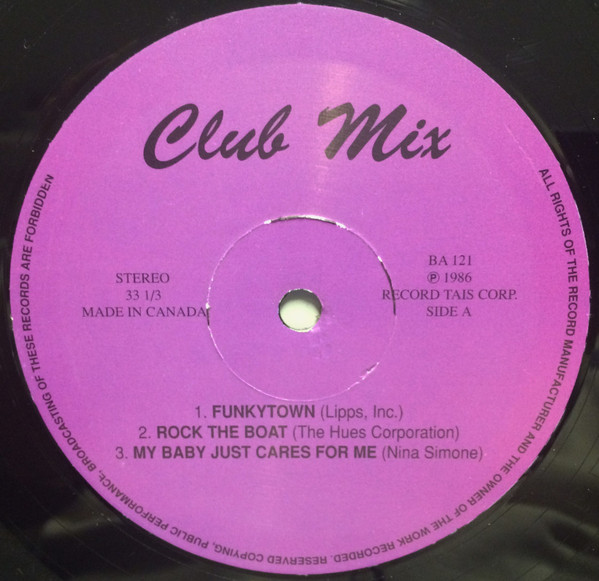 Club Mix
STEREO
33 1/3
MADE IN CANADA
BA 121
℗ 1986
RECORD TAIS CORP.
SIDE A
1. FUNKYTOWN (Lipps, Inc.)
2. ROCK THE BOAT (The Hues Corporation)
3. MY BABY JUST CARES FOR ME (Nina Simone)
ALL RIGHTS OF THE RECORD MANUFACTURER AND THE OWNER OF THE WORK RECORDED. RESERVED COPYING, PUBLIC PERFORMANCE, BROADCASTING OF THESE RECORDS ARE FORBIDDEN